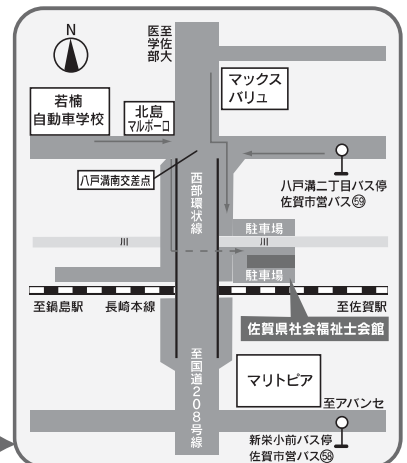 N
至佐大
医学部
マックス
バリュ
若楠
自動車学校
北島
マルボーロ
八戸溝南交差点
西部環状線
八戸溝二丁目バス停
佐賀市営バス㊾
駐車場
川
川
駐車場
至鍋島駅
長崎本線
至佐賀駅
佐賀県社会福祉士会館
至国道208号線
マリトピア
至アバンセ
新栄小前バス停
佐賀市営バス㊽